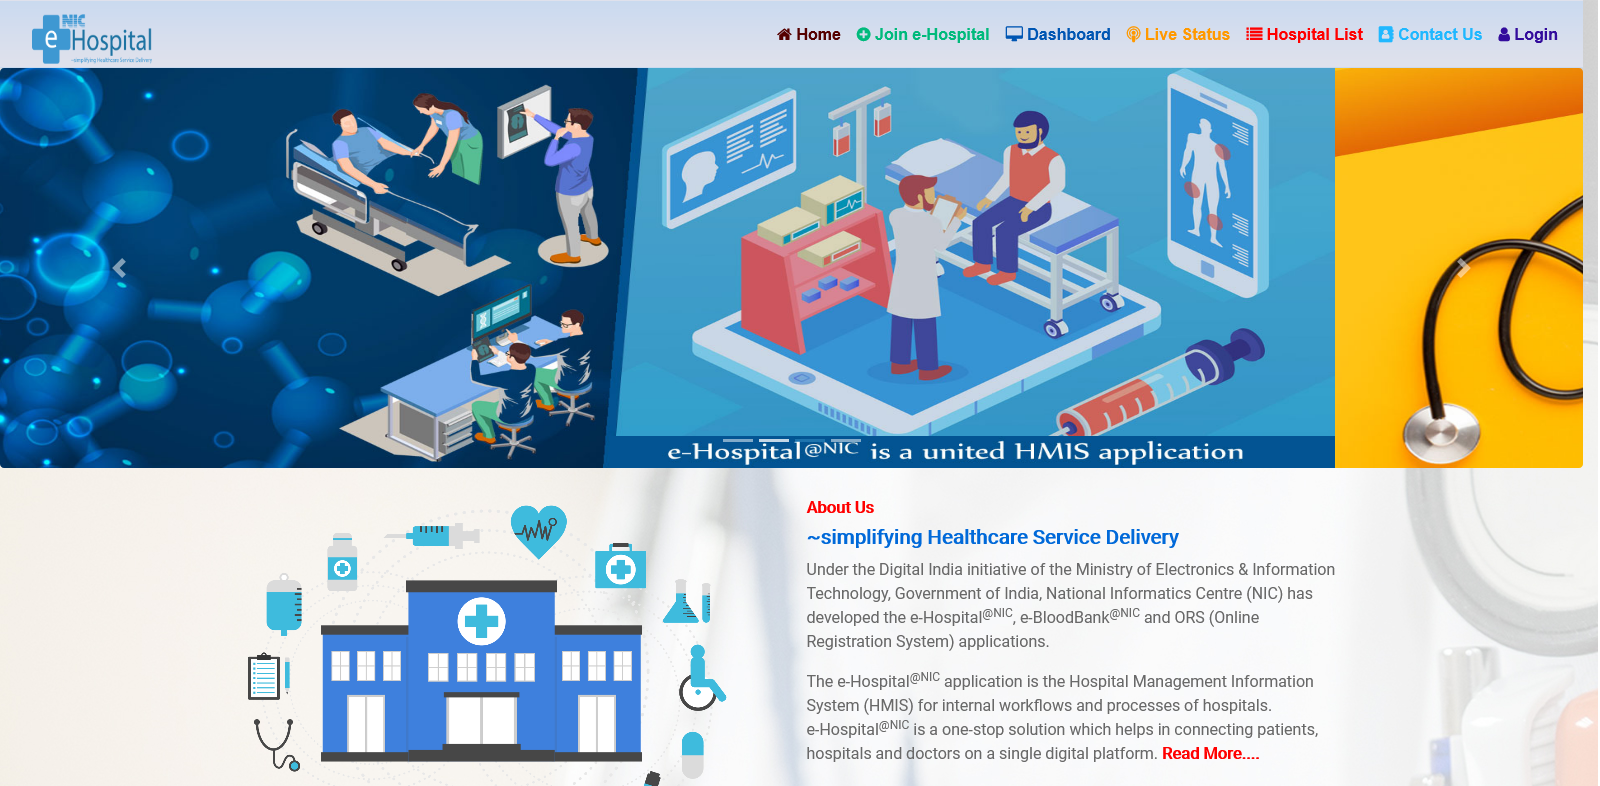 NIC
e Hospital
~simplifying Healthcare Service Delivery
Home Join e-Hospital Dashboard Live Status Hospital List Contact Us Login
e-Hospital@NIC is a united HMIS application
About Us
~simplifying Healthcare Service Delivery
Under the Digital India initiative of the Ministry of Electronics & Information
Technology, Government of India, National Informatics Centre (NIC) has
developed the e-Hospital@NIC, e-BloodBank@NIC and ORS (Online
Registration System) applications.
The e-Hospital@NIC application is the Hospital Management Information
System (HMIS) for internal workflows and processes of hospitals.
e-Hospital@NIC is a one-stop solution which helps in connecting patients,
hospitals and doctors on a single digital platform. Read More....